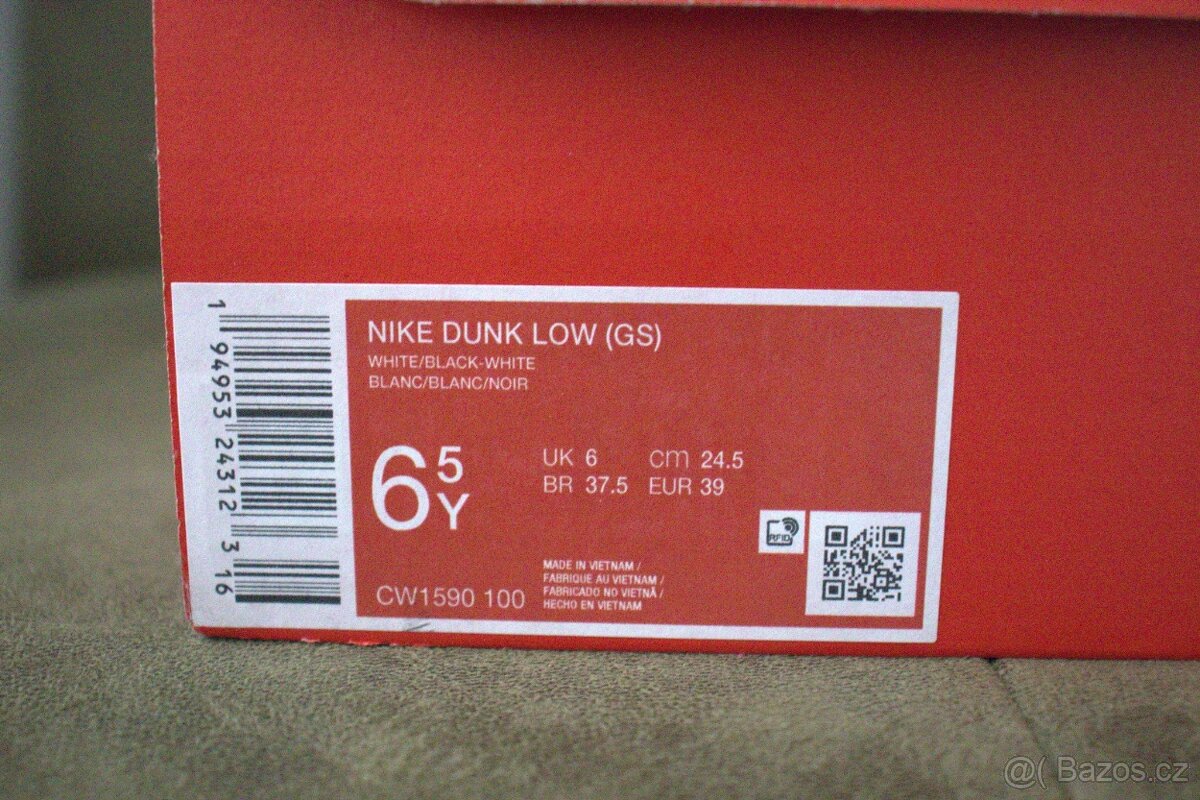 NIKE DUNK LOW (GS)
WHITE/BLACK-WHITE
BLANC/BLANC/NOIR
6 5Y
UK 6 cm 24.5
BR 37.5 EUR 39
RFID
MADE IN VIETNAM /
FABRIQUE AU VIETNAM /
FABRICADO NO VIETNÃ /
HECHO EN VIETNAM
CW1590 100
1 94953 24312 3 16
@( Bazos.cz